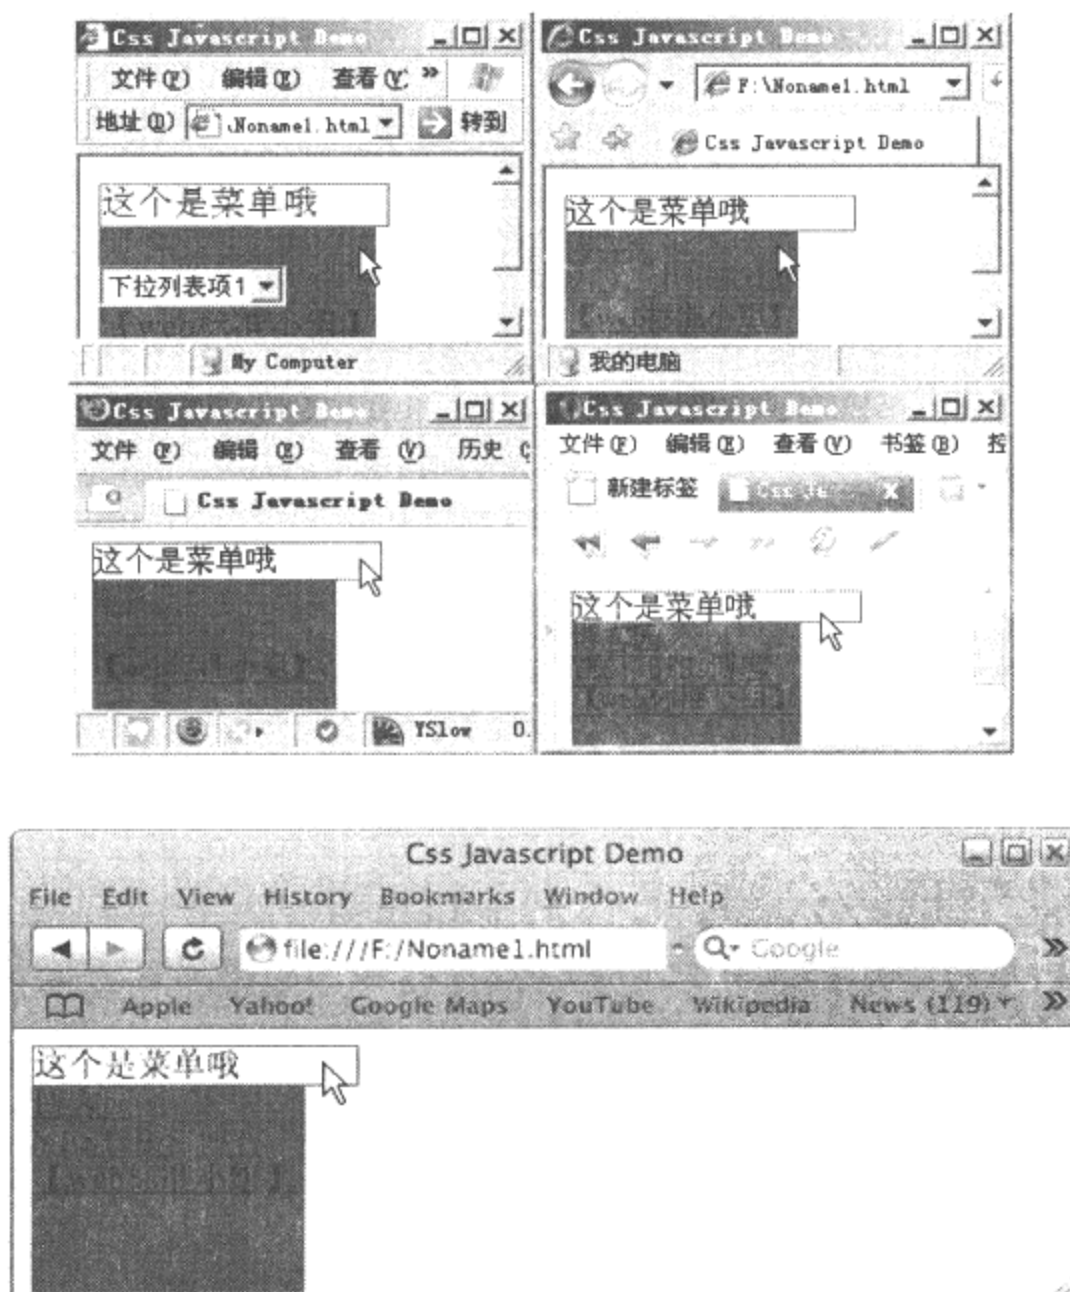 Css Javascript Demo
文件(F) 编辑(E) 查看(V) »
地址(D) \Noname1.html 转到
这个是菜单哦
下拉列表项1
My Computer
Css Javascript Demo
F:\Noname1.html
Css Javascript Demo
这个是菜单哦
我的电脑
Css Javascript Demo
文件(F) 编辑(E) 查看(V) 历史
Css Javascript Demo
这个是菜单哦
YSlow 0.
Css Javascript Demo
文件(F) 编辑(E) 查看(V) 书签(B)
新建标签
这个是菜单哦
Css Javascript Demo
File Edit View History Bookmarks Window Help
file:///F:/Noname1.html Google »
Apple Yahoo! Google Maps YouTube Wikipedia News (119) »
这个是菜单哦